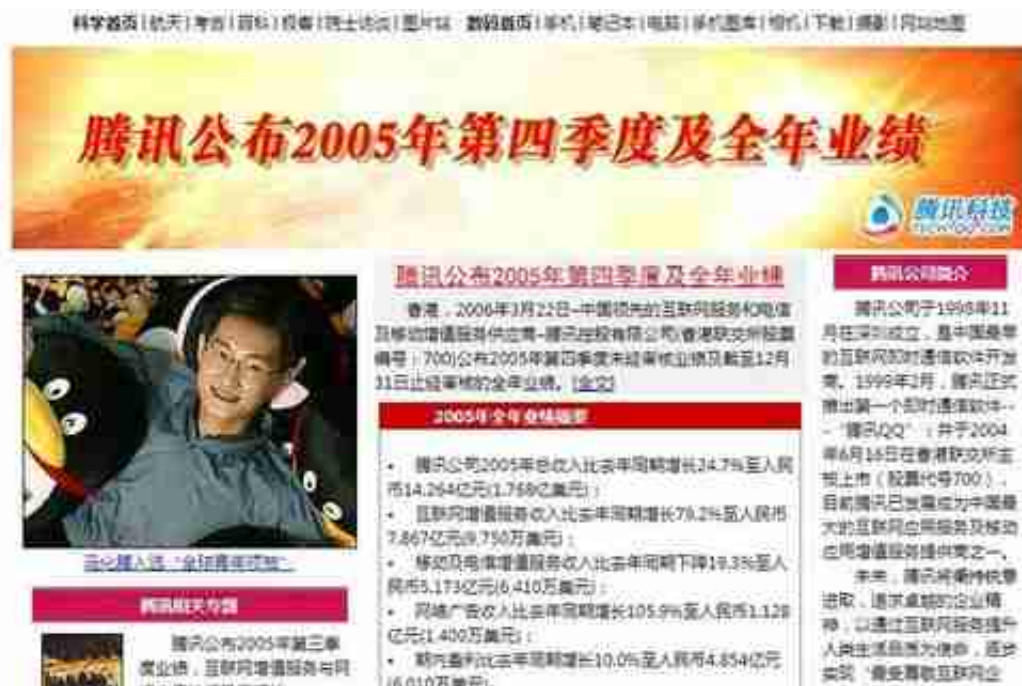 科学首页|航天|考古|百科|探索|院士访谈|图片站 数码首页|手机|笔记本|电脑|手机图库|相机|下载|摄影|网站地图
腾讯公布2005年第四季度及全年业绩
腾讯科技
TECH.QQ.COM
腾讯公布2005年第四季度及全年业绩
香港，2006年3月22日-中国领先的互联网服务和电信
及移动增值服务供应商-腾讯控股有限公司(香港联交所股票
编号：700)公布2005年第四季度未经审核业绩及截至12月
31日止经审核的全年业绩。[全文]
2005年全年业绩摘要
• 腾讯公司2005年总收入比去年同期增长24.7%至人民
币14.264亿元(1.768亿美元)；
• 互联网增值服务收入比去年同期增长79.2%至人民币
7.867亿元(9,750万美元)；
• 移动及电信增值服务收入比去年同期下降19.3%至人
民币5.173亿元(6,410万美元)；
• 网络广告收入比去年同期增长105.9%至人民币1.128
亿元(1,400万美元)；
• 期内盈利比去年同期增长10.0%至人民币4.854亿元
(6,010万美元)。
马化腾入选“全球青年领袖”
腾讯相关专题
腾讯公布2005年第三季
度业绩，互联网增值服务与网
腾讯公司简介
腾讯公司于1998年11
月在深圳成立，是中国最早
的互联网即时通信软件开发
商。1999年2月，腾讯正式
推出第一个即时通信软件--
-“腾讯QQ”；并于2004
年6月16日在香港联交所主
板上市（股票代号700），
目前腾讯已发展成为中国最
大的互联网应用服务及移动
应用增值服务提供商之一。
未来，腾讯将秉持锐意
进取、追求卓越的企业精
神，以通过互联网服务提升
人类生活品质为使命，逐步
实现“最受尊敬互联网企